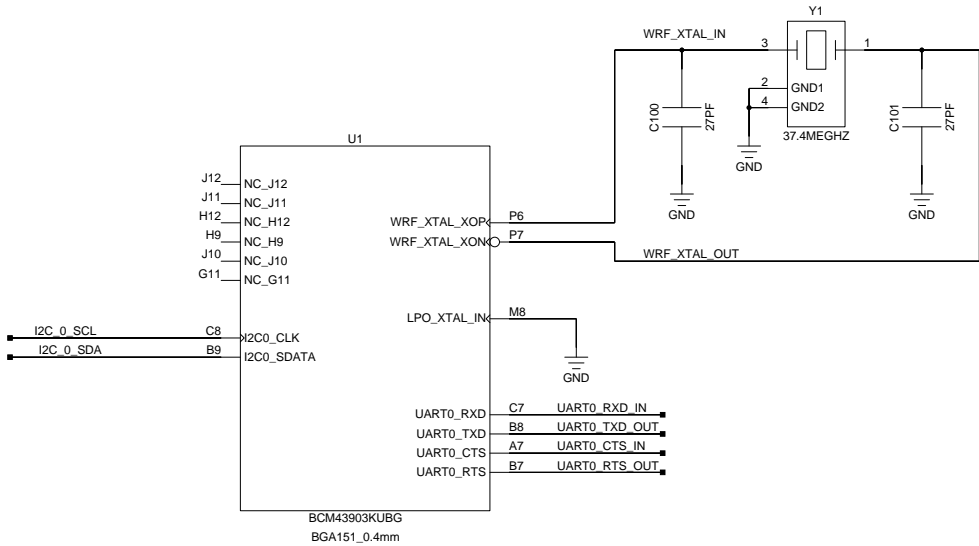 Y1
WRF_XTAL_IN
3
1
2
GND1
4
GND2
C100
27PF
C101
27PF
37.4MEGHZ
GND
GND
GND
U1
J12
NC_J12
J11
NC_J11
H12
NC_H12
H9
NC_H9
J10
NC_J10
G11
NC_G11
WRF_XTAL_XOP
P6
WRF_XTAL_XON
P7
WRF_XTAL_OUT
LPO_XTAL_IN
M8
GND
I2C_0_SCL
C8
I2C0_CLK
I2C_0_SDA
B9
I2C0_SDATA
UART0_RXD
C7
UART0_RXD_IN
UART0_TXD
B8
UART0_TXD_OUT
UART0_CTS
A7
UART0_CTS_IN
UART0_RTS
B7
UART0_RTS_OUT
BCM43903KUBG
BGA151_0.4mm